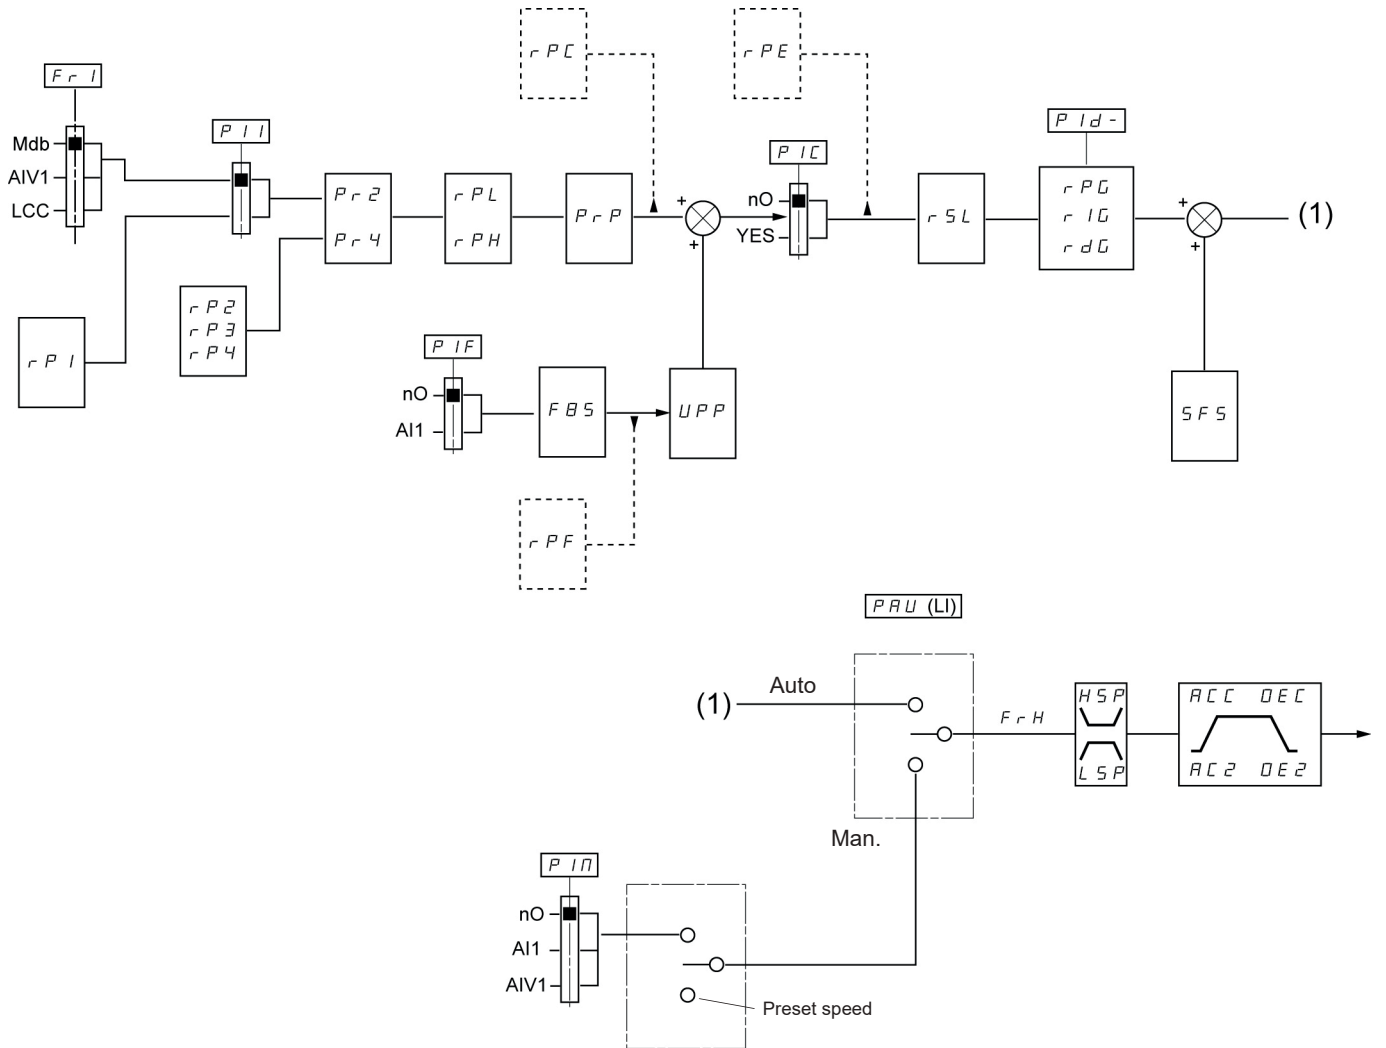 Fr1
Mdb
AIV1
LCC
rP1
PII
rP2
rP3
rP4
Pr2
Pr4
rPL
rPH
PrP
rPC
+
+
PIF
nO
AI1
FBS
rPF
UPP
rPE
PIC
nO
YES
rSL
PId-
rPG
rIG
rdG
+
+
(1)
SFS
PAU (LI)
(1)
Auto
Man.
FrH
HSP
LSP
ACC DEC
AC2 DE2
PIM
nO
AI1
AIV1
Preset speed